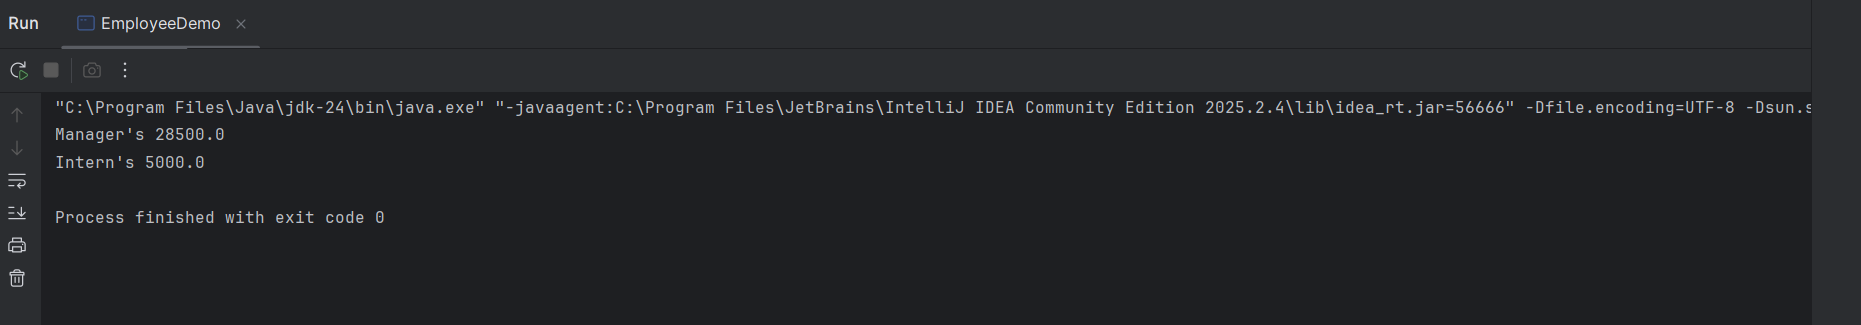 Run EmployeeDemo
"C:\Program Files\Java\jdk-24\bin\java.exe" "-javaagent:C:\Program Files\JetBrains\IntelliJ IDEA Community Edition 2025.2.4\lib\idea_rt.jar=56666" -Dfile.encoding=UTF-8 -Dsun.s
Manager's 28500.0
Intern's 5000.0
Process finished with exit code 0